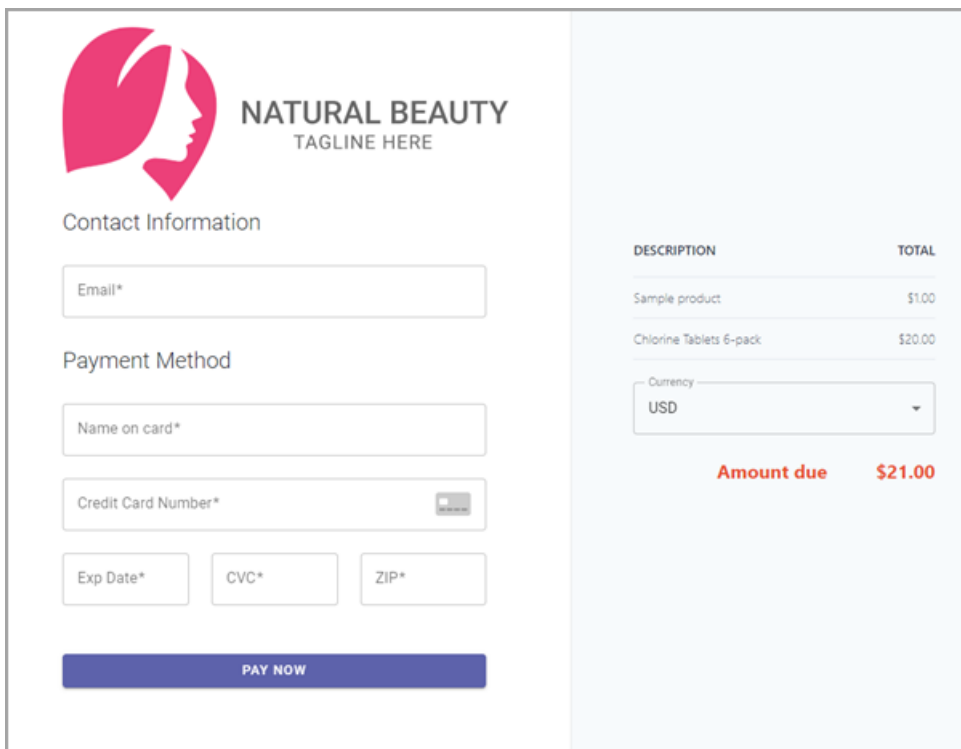 NATURAL BEAUTY
TAGLINE HERE
Contact Information
Email*
Payment Method
Name on card*
Credit Card Number*
Exp Date* CVC* ZIP*
PAY NOW
DESCRIPTION TOTAL
Sample product $1.00
Chlorine Tablets 6-pack $20.00
Currency
USD
Amount due $21.00